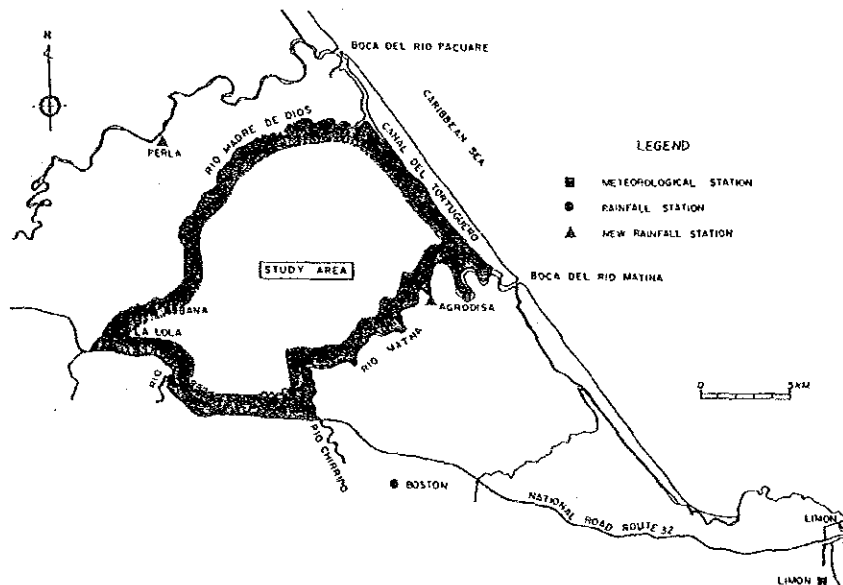 N
BOCA DEL RIO PACUARE
CARIBBEAN SEA
RIO MADRE DE DIOS
CANAL DEL TORTUGUERO
PERLA
LEGEND
METEOROLOGICAL STATION
RAINFALL STATION
NEW RAINFALL STATION
STUDY AREA
BOCA DEL RIO MATINA
AGRODISA
LA LOLA
RIO MATINA
RIO
0 5KM
RIO CHIRRIPO
BOSTON
NATIONAL ROAD ROUTE 32
LIMON
LIMON